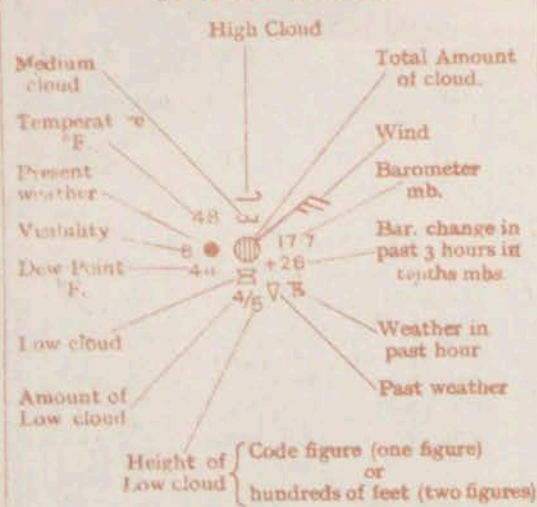 High Cloud
Medium
cloud
Total Amount
of cloud.
Temperat
°F.
Wind
Present
weather
Barometer
mb.
48
Visibility
8
177
Bar. change in
past 3 hours in
tenths mbs.
+26
Dew Point
°F.
4/5
Low cloud
Weather in
past hour
Amount of
Low cloud
Past weather
Height of
Low cloud
Code figure (one figure)
or
hundreds of feet (two figures)